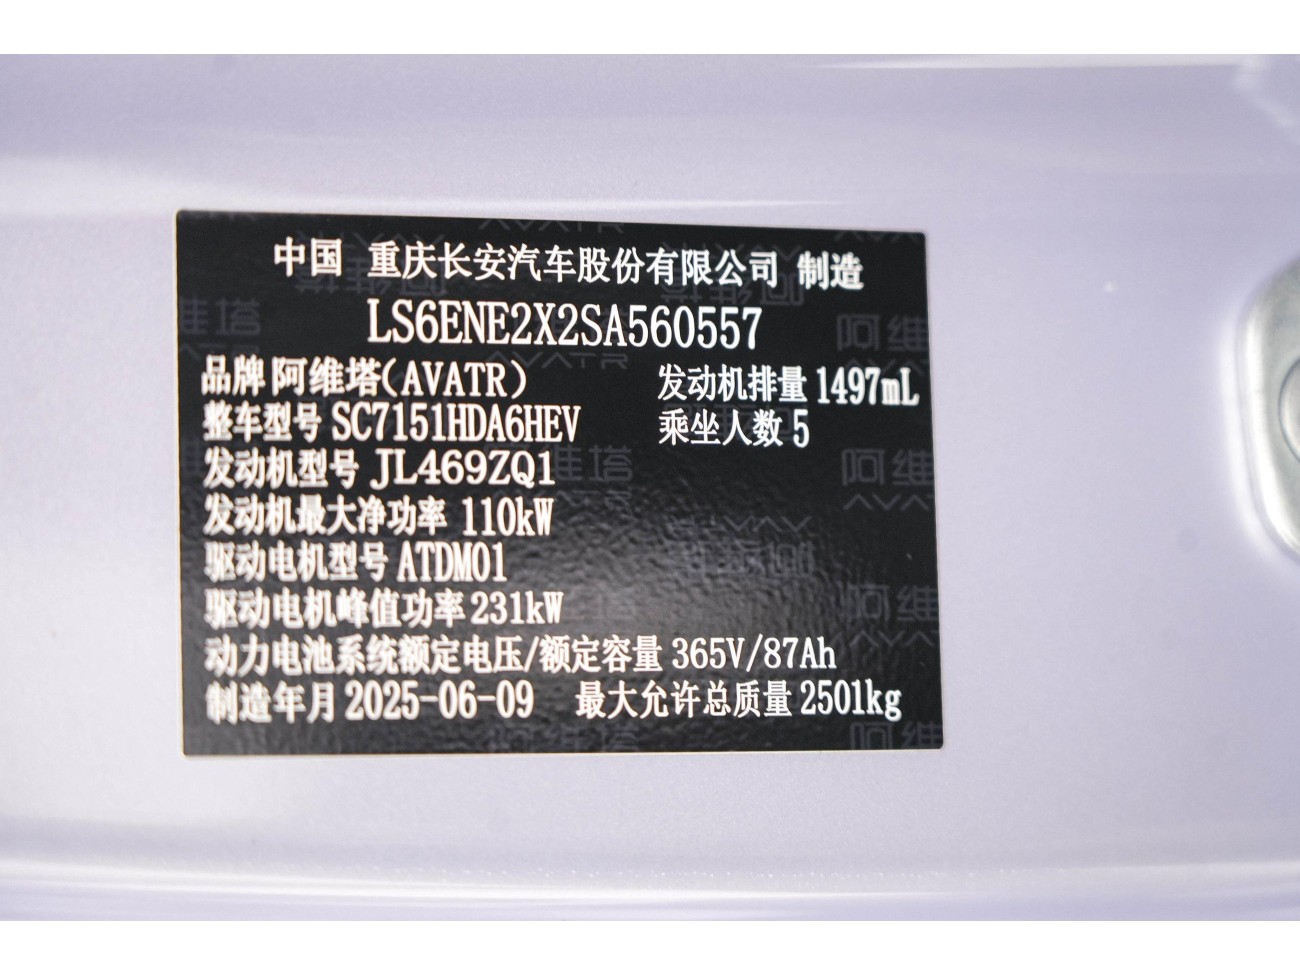 中国 重庆长安汽车股份有限公司 制造
LS6ENE2X2SA560557
品牌 阿维塔(AVATR) 发动机排量 1497mL
整车型号 SC7151HDA6HEV 乘坐人数 5
发动机型号 JL469ZQ1
发动机最大净功率 110kW
驱动电机型号 ATDM01
驱动电机峰值功率 231kW
动力电池系统额定电压/额定容量 365V/87Ah
制造年月 2025-06-09 最大允许总质量 2501kg